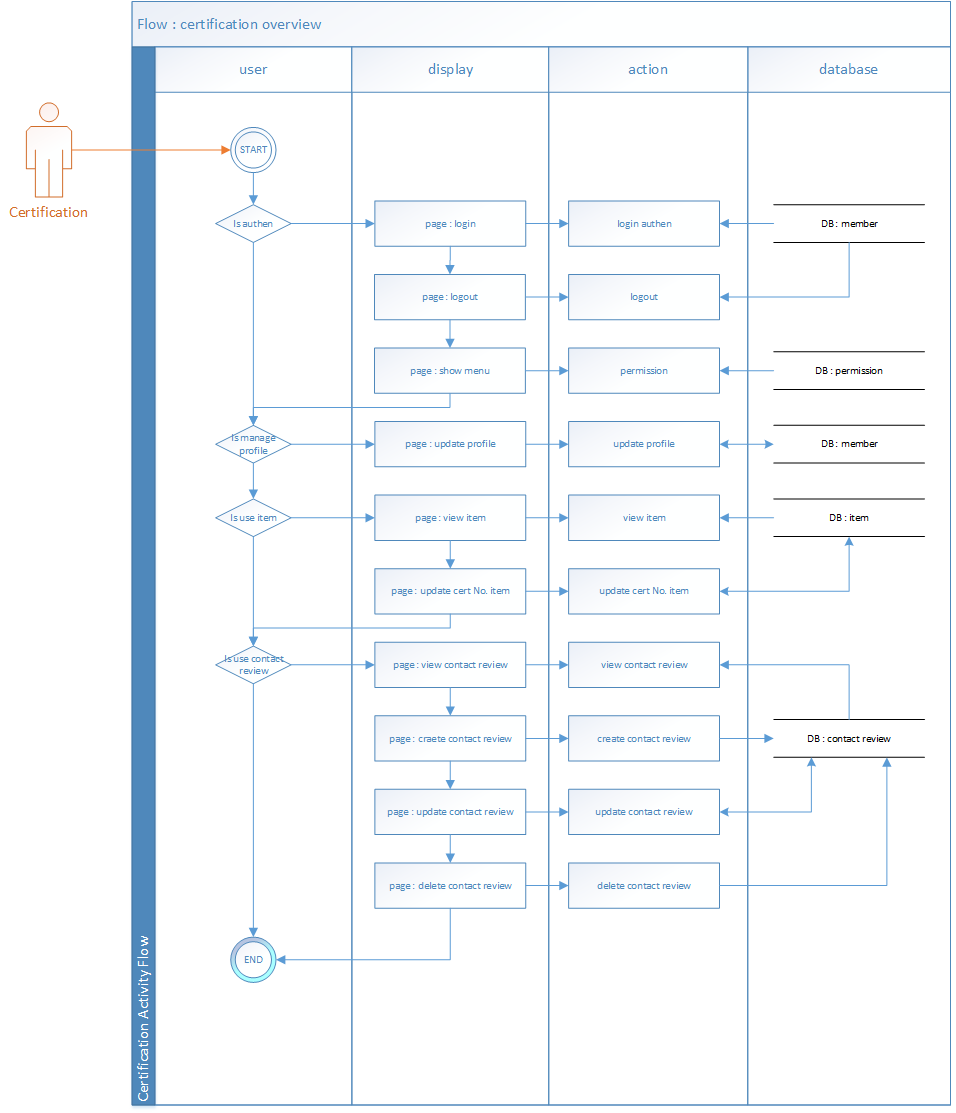 Flow : certification overview
user
display
action
database
START
Certification
Is authen
page : login
login authen
DB : member
page : logout
logout
page : show menu
permission
DB : permission
Is manage
profile
page : update profile
update profile
DB : member
Is use item
page : view item
view item
DB : item
page : update cert No. item
update cert No. item
Is use contact
review
page : view contact review
view contact review
page : craete contact review
create contact review
DB : contact review
page : update contact review
update contact review
page : delete contact review
delete contact review
END
Certification Activity Flow